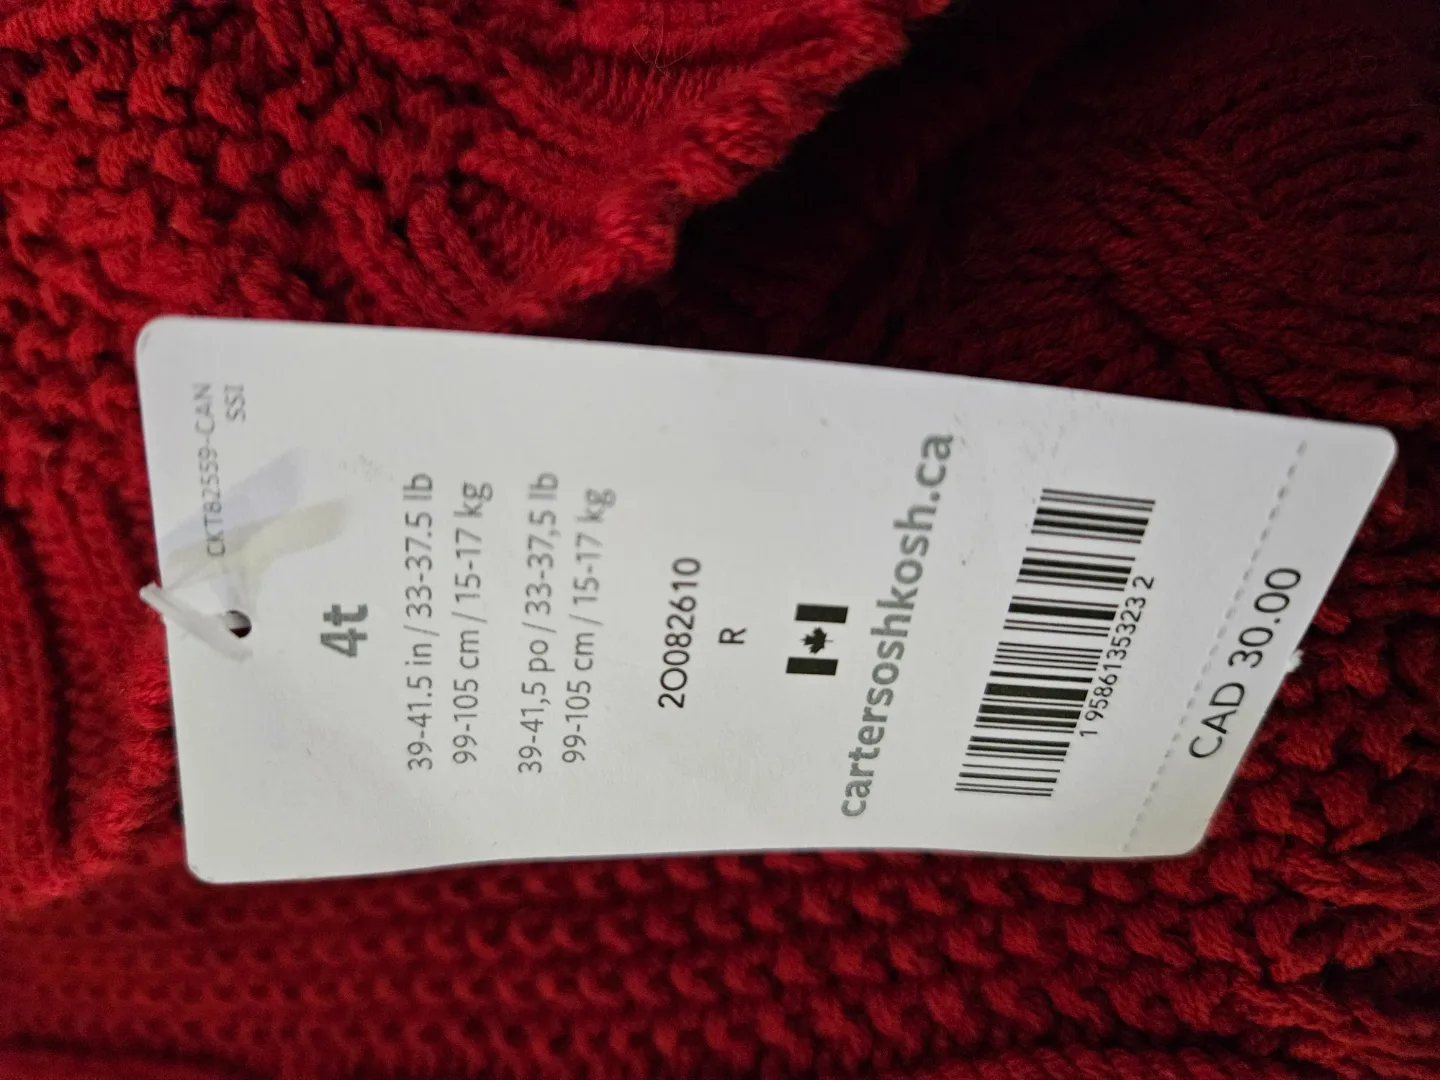 CKT82559-CAN
SSI
4t
39-41.5 in / 33-37.5 lb
99-105 cm / 15-17 kg
39-41,5 po / 33-37,5 lb
99-105 cm / 15-17 kg
2O082610
R
cartersoshkosh.ca
1 95861 35323 2
CAD 30.00